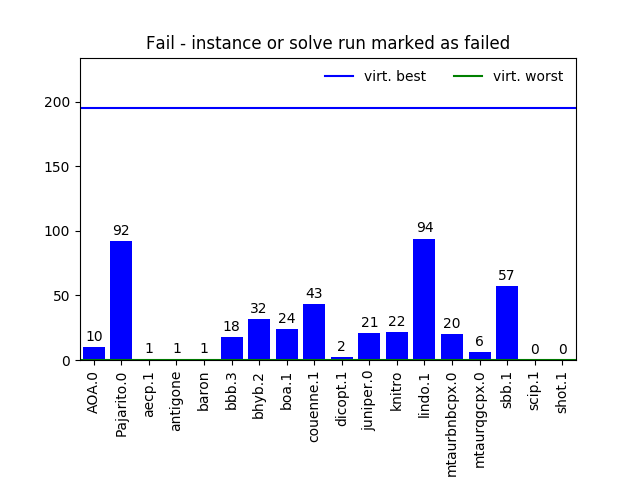 Fail - instance or solve run marked as failed
virt. best virt. worst
200
150
100
50
0
10
92
1
1
1
18
32
24
43
2
21
22
94
20
6
57
0
0
AOA.0
Pajarito.0
aecp.1
antigone
baron
bbb.3
bhyb.2
boa.1
couenne.1
dicopt.1
juniper.0
knitro
lindo.1
mtaurbnbcpx.0
mtaurqgcpx.0
sbb.1
scip.1
shot.1